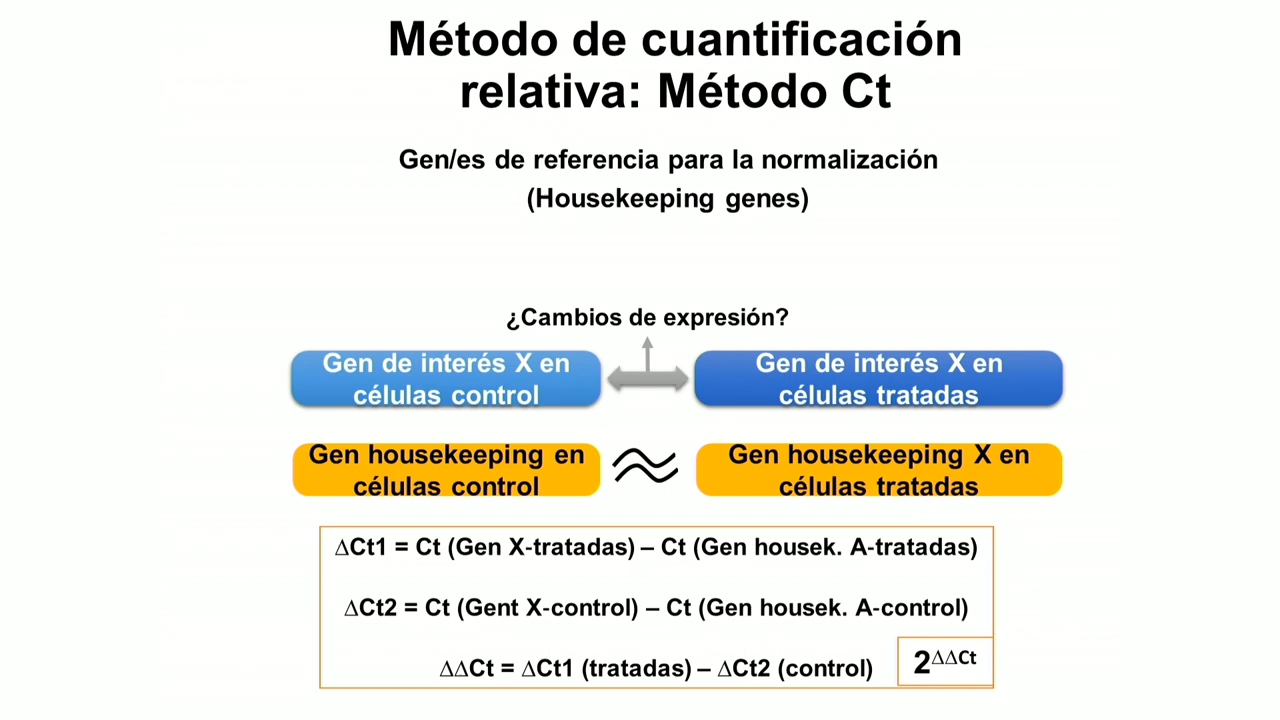 Método de cuantificación
relativa: Método Ct
Gen/es de referencia para la normalización
(Housekeeping genes)
¿Cambios de expresión?
Gen de interés X en
células control
Gen de interés X en
células tratadas
Gen housekeeping en
células control
Gen housekeeping X en
células tratadas
∆Ct1 = Ct (Gen X-tratadas) – Ct (Gen housek. A-tratadas)
∆Ct2 = Ct (Gent X-control) – Ct (Gen housek. A-control)
∆∆Ct = ∆Ct1 (tratadas) – ∆Ct2 (control)
2^∆∆Ct